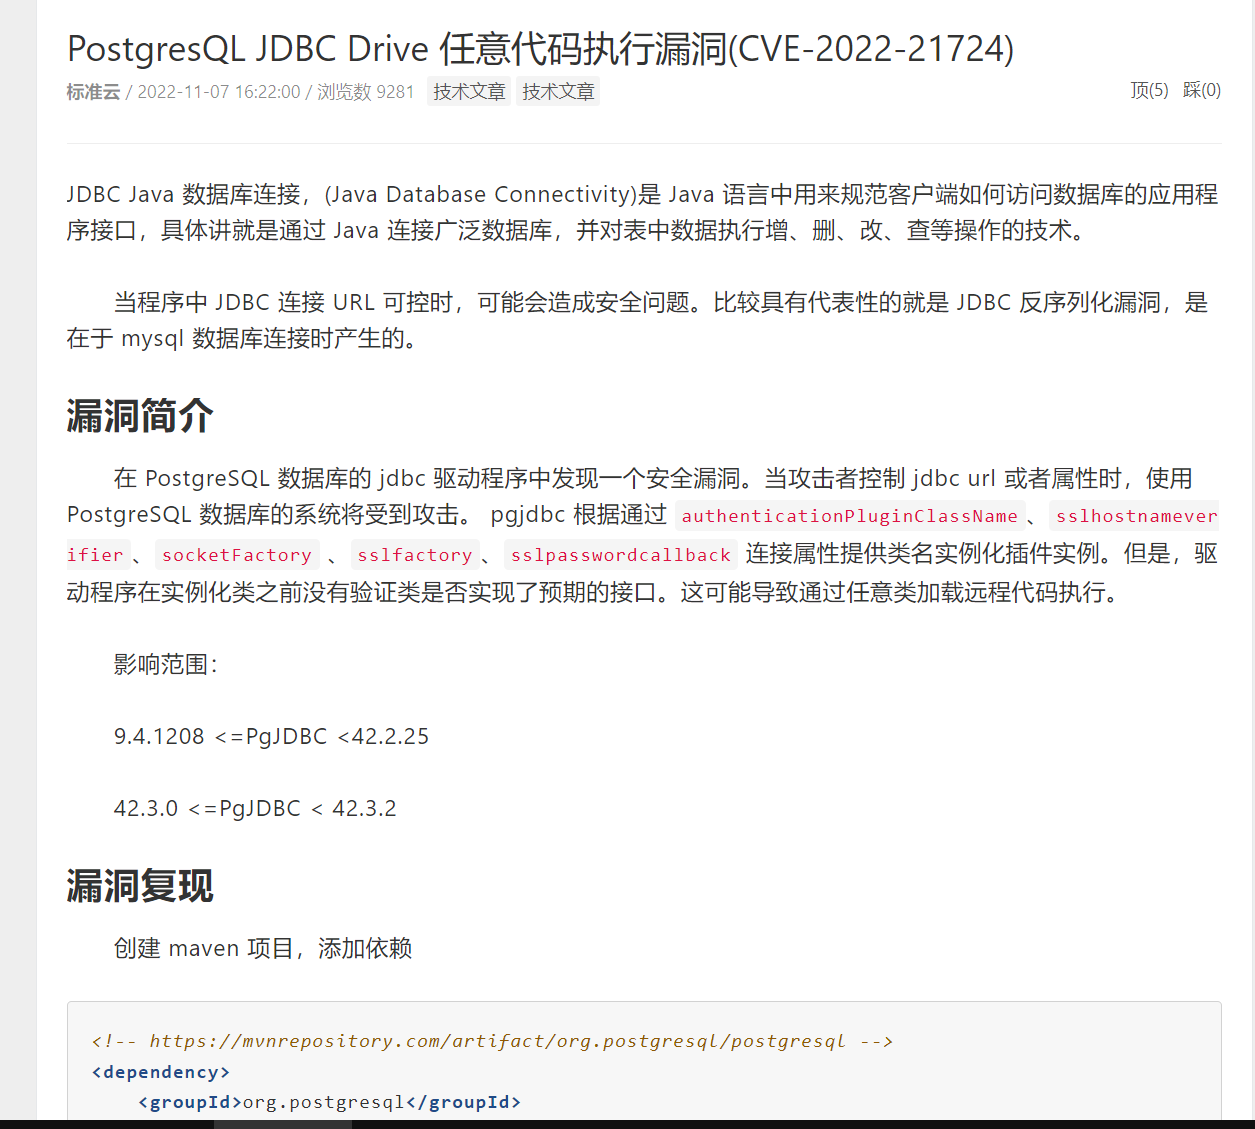 PostgresQL JDBC Drive 任意代码执行漏洞(CVE-2022-21724)
标准云 / 2022-11-07 16:22:00 / 浏览数 9281 技术文章 技术文章 顶(5) 踩(0)
JDBC Java 数据库连接，(Java Database Connectivity)是 Java 语言中用来规范客户端如何访问数据库的应用程
序接口，具体讲就是通过 Java 连接广泛数据库，并对表中数据执行增、删、改、查等操作的技术。
当程序中 JDBC 连接 URL 可控时，可能会造成安全问题。比较具有代表性的就是 JDBC 反序列化漏洞，是
在于 mysql 数据库连接时产生的。
漏洞简介
在 PostgreSQL 数据库的 jdbc 驱动程序中发现一个安全漏洞。当攻击者控制 jdbc url 或者属性时，使用
PostgreSQL 数据库的系统将受到攻击。 pgjdbc 根据通过 authenticationPluginClassName、sslhostnamever
ifier、socketFactory 、sslfactory、sslpasswordcallback 连接属性提供类名实例化插件实例。但是，驱
动程序在实例化类之前没有验证类是否实现了预期的接口。这可能导致通过任意类加载远程代码执行。
影响范围：
9.4.1208 <=PgJDBC <42.2.25
42.3.0 <=PgJDBC < 42.3.2
漏洞复现
创建 maven 项目，添加依赖
<!-- https://mvnrepository.com/artifact/org.postgresql/postgresql -->
<dependency>
<groupId>org.postgresql</groupId>